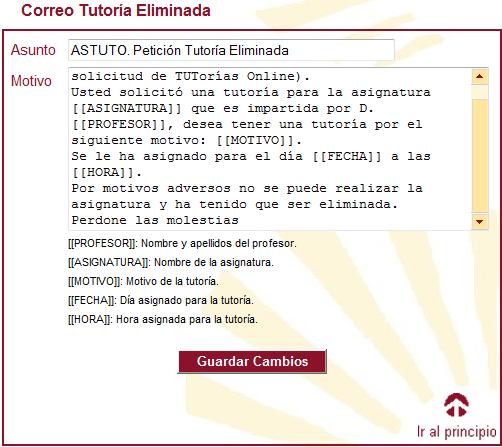 Correo Tutoría Eliminada
Asunto ASTUTO. Petición Tutoría Eliminada
Motivo
solicitud de TUTorías Online).
Usted solicitó una tutoría para la asignatura
[[ASIGNATURA]] que es impartida por D.
[[PROFESOR]], desea tener una tutoría por el
siguiente motivo: [[MOTIVO]].
Se le ha asignado para el día [[FECHA]] a las
[[HORA]].
Por motivos adversos no se puede realizar la
asignatura y ha tenido que ser eliminada.
Perdone las molestias
[[PROFESOR]]: Nombre y apellidos del profesor.
[[ASIGNATURA]]: Nombre de la asignatura.
[[MOTIVO]]: Motivo de la tutoría.
[[FECHA]]: Día asignado para la tutoría.
[[HORA]]: Hora asignada para la tutoría.
Guardar Cambios
Ir al principio